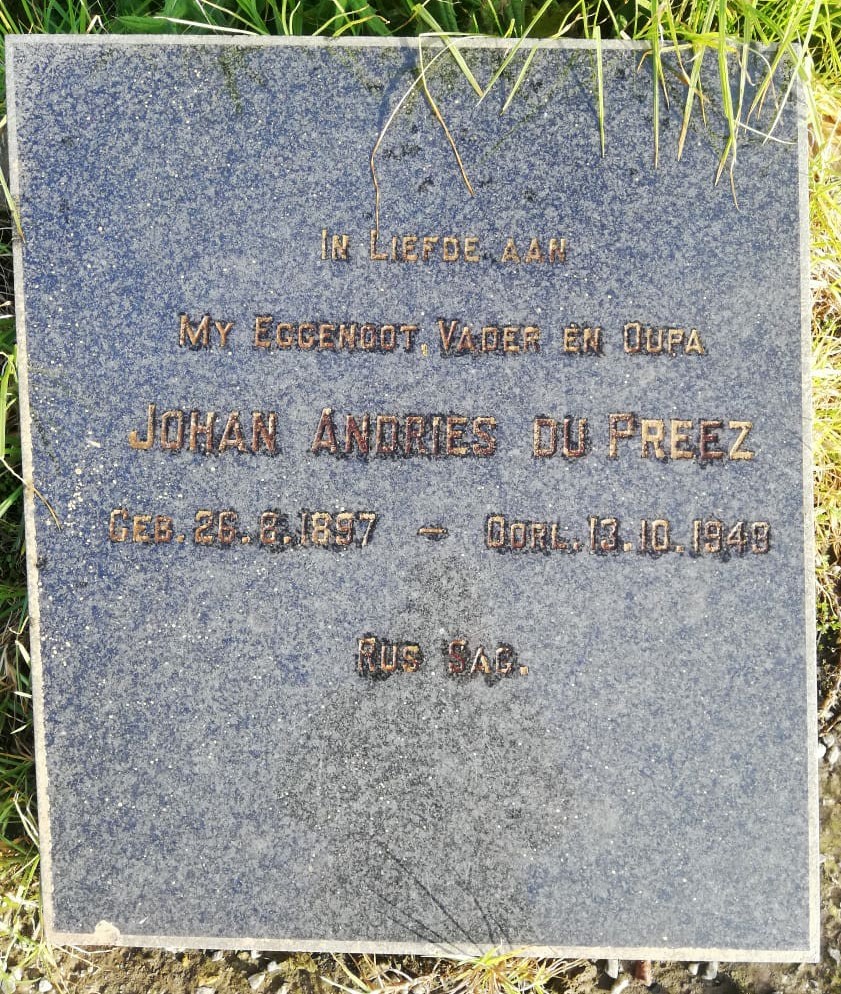 In Liefde aan
My Eggenoot, Vader en Oupa
Johan Andries du Preez
Geb. 26.8.1897 – Oorl. 13.10.1949
Rus Sag.